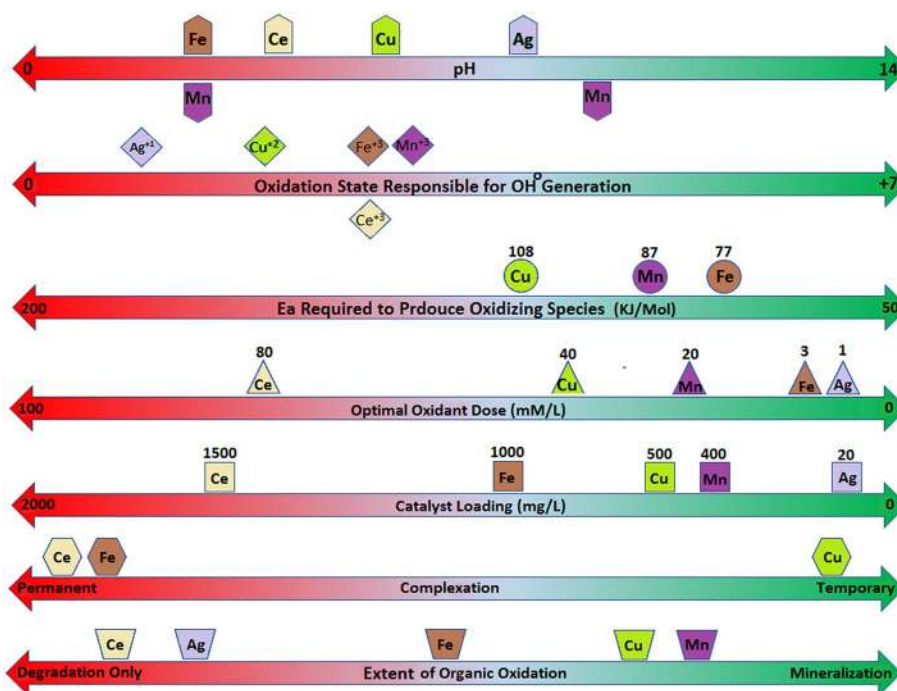 Fe Ce Cu Ag
0 pH 14
Mn Mn
Ag+1 Cu+2 Fe+3 Mn+3
0 Oxidation State Responsible for OH° Generation +7
Ce+3
108 87 77
Cu Mn Fe
200 Ea Required to Prdouce Oxidizing Species (KJ/Mol) 50
80 40 20 3 1
Ce Cu Mn Fe Ag
100 Optimal Oxidant Dose (mM/L) 0
1500 1000 500 400 20
Ce Fe Cu Mn Ag
2000 Catalyst Loading (mg/L) 0
Ce Fe Cu
Permanent Complexation Temporary
Ce Ag Fe Cu Mn
Degradation Only Extent of Organic Oxidation Mineralization